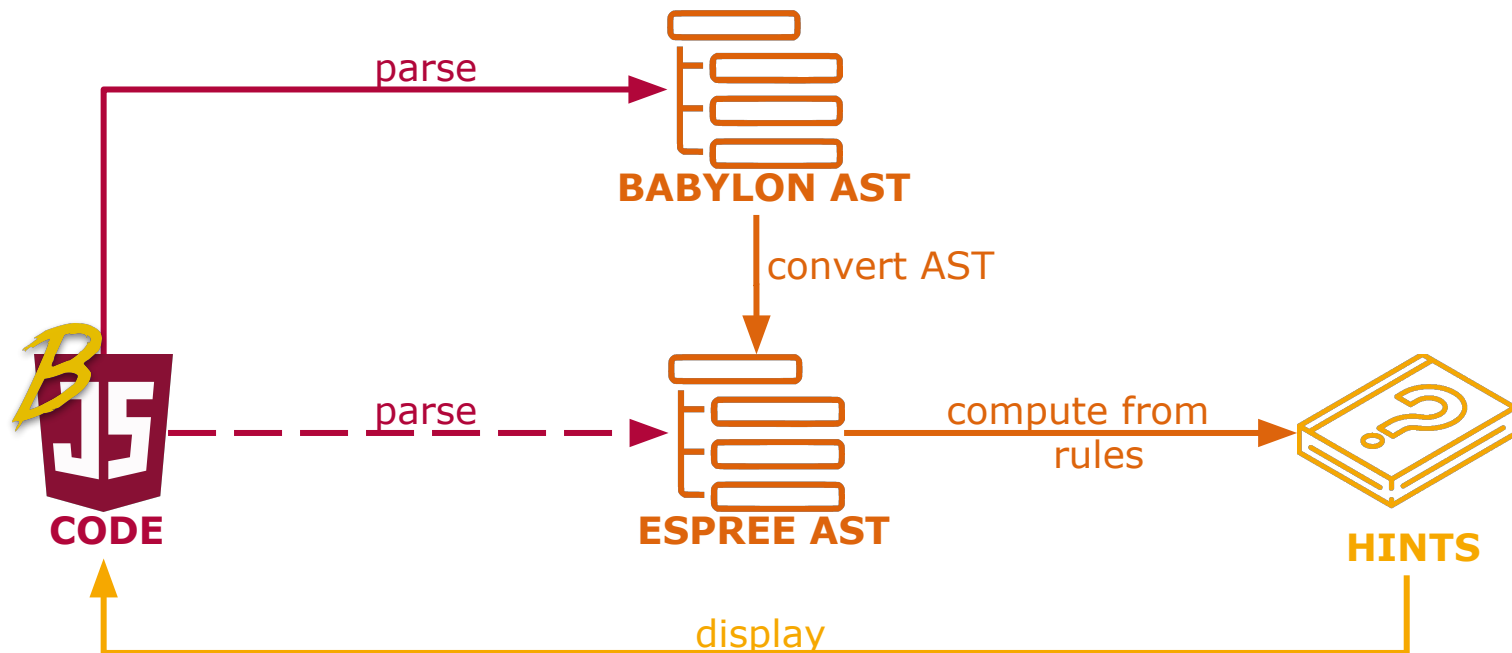 parse
BABYLON AST
convert AST
B
JS
parse
compute from
rules
CODE
ESPREE AST
?
HINTS
display